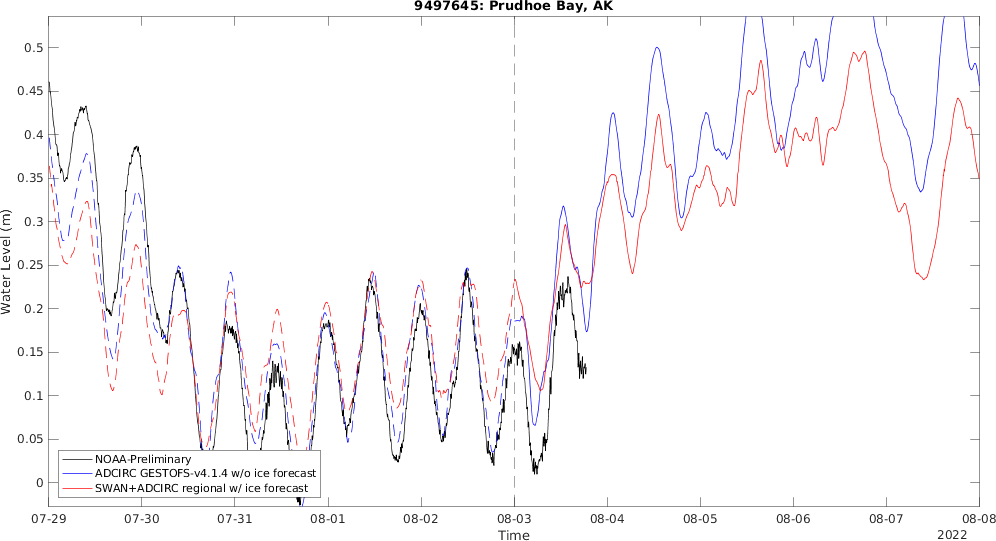 9497645: Prudhoe Bay, AK
0.5
0.45
0.4
0.35
0.3
0.25
0.2
0.15
0.1
0.05
0
Water Level (m)
NOAA-Preliminary
ADCIRC GESTOFS-v4.1.4 w/o ice forecast
SWAN+ADCIRC regional w/ ice forecast
07-29 07-30 07-31 08-01 08-02 08-03 08-04 08-05 08-06 08-07 08-08
Time
2022